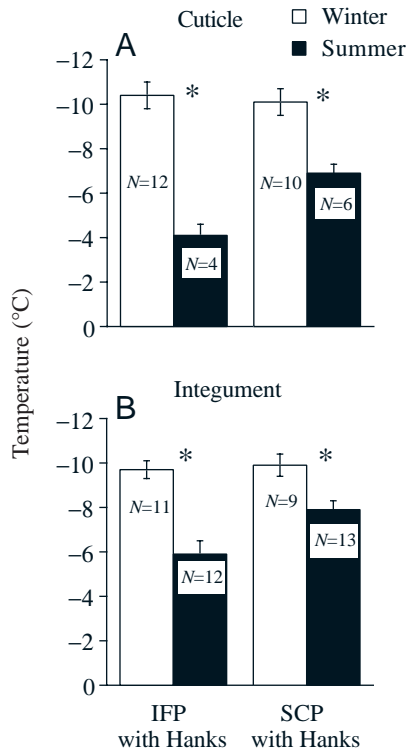 A
Cuticle
Winter
Summer
Temperature (°C)
–12
–10
–8
–6
–4
–2
0
*
*
N=12
N=4
N=10
N=6
B
Integument
–12
–10
–8
–6
–4
–2
0
*
*
N=11
N=12
N=9
N=13
IFP
with Hanks
SCP
with Hanks